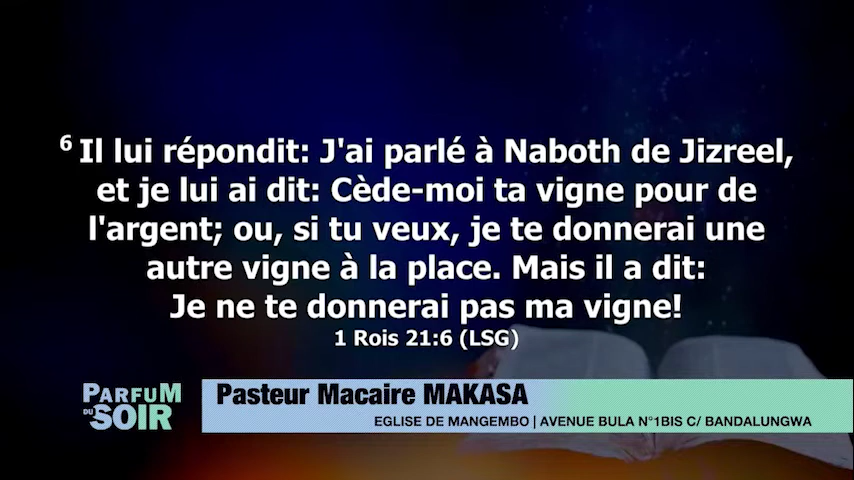 6 Il lui répondit: J'ai parlé à Naboth de Jizreel,
et je lui ai dit: Cède-moi ta vigne pour de
l'argent; ou, si tu veux, je te donnerai une
autre vigne à la place. Mais il a dit:
Je ne te donnerai pas ma vigne!
1 Rois 21:6 (LSG)
PARFUM
DU SOIR
Pasteur Macaire MAKASA
EGLISE DE MANGEMBO | AVENUE BULA N°1BIS C/ BANDALUNGWA